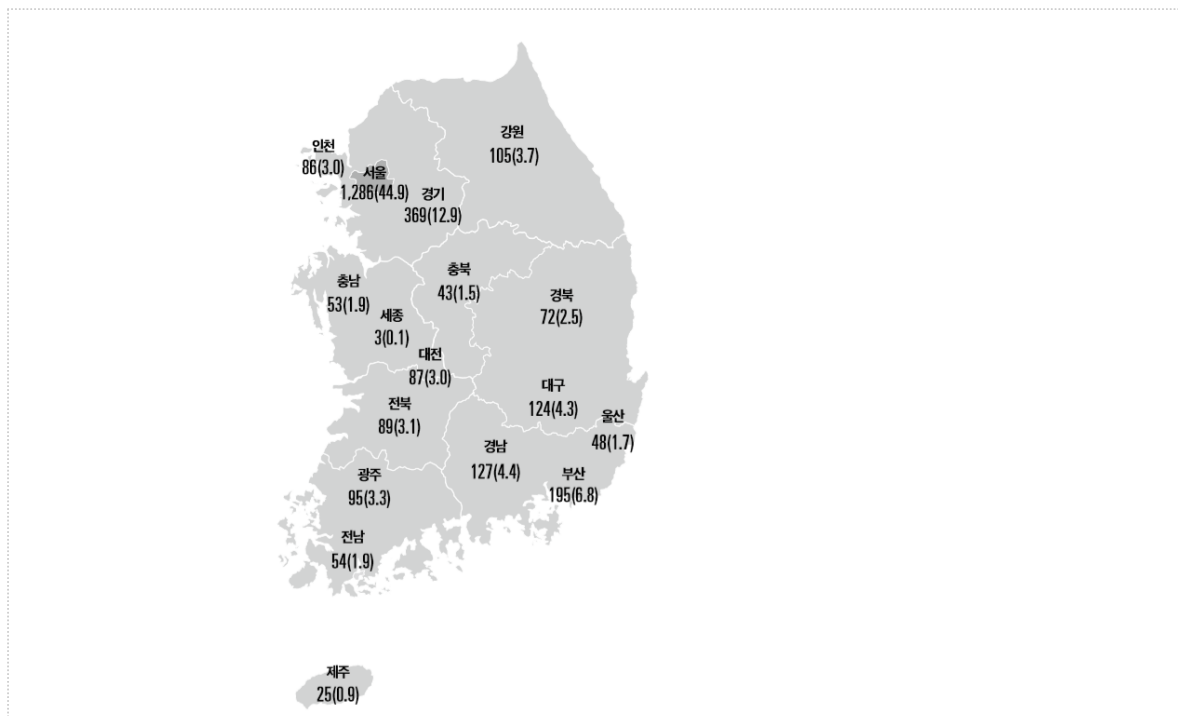 강원
105(3.7)
인천
86(3.0)
서울
1,286(44.9)
경기
369(12.9)
충북
43(1.5)
충남
53(1.9)
경북
72(2.5)
세종
3(0.1)
대전
87(3.0)
대구
124(4.3)
전북
89(3.1)
울산
48(1.7)
경남
127(4.4)
부산
195(6.8)
광주
95(3.3)
전남
54(1.9)
제주
25(0.9)